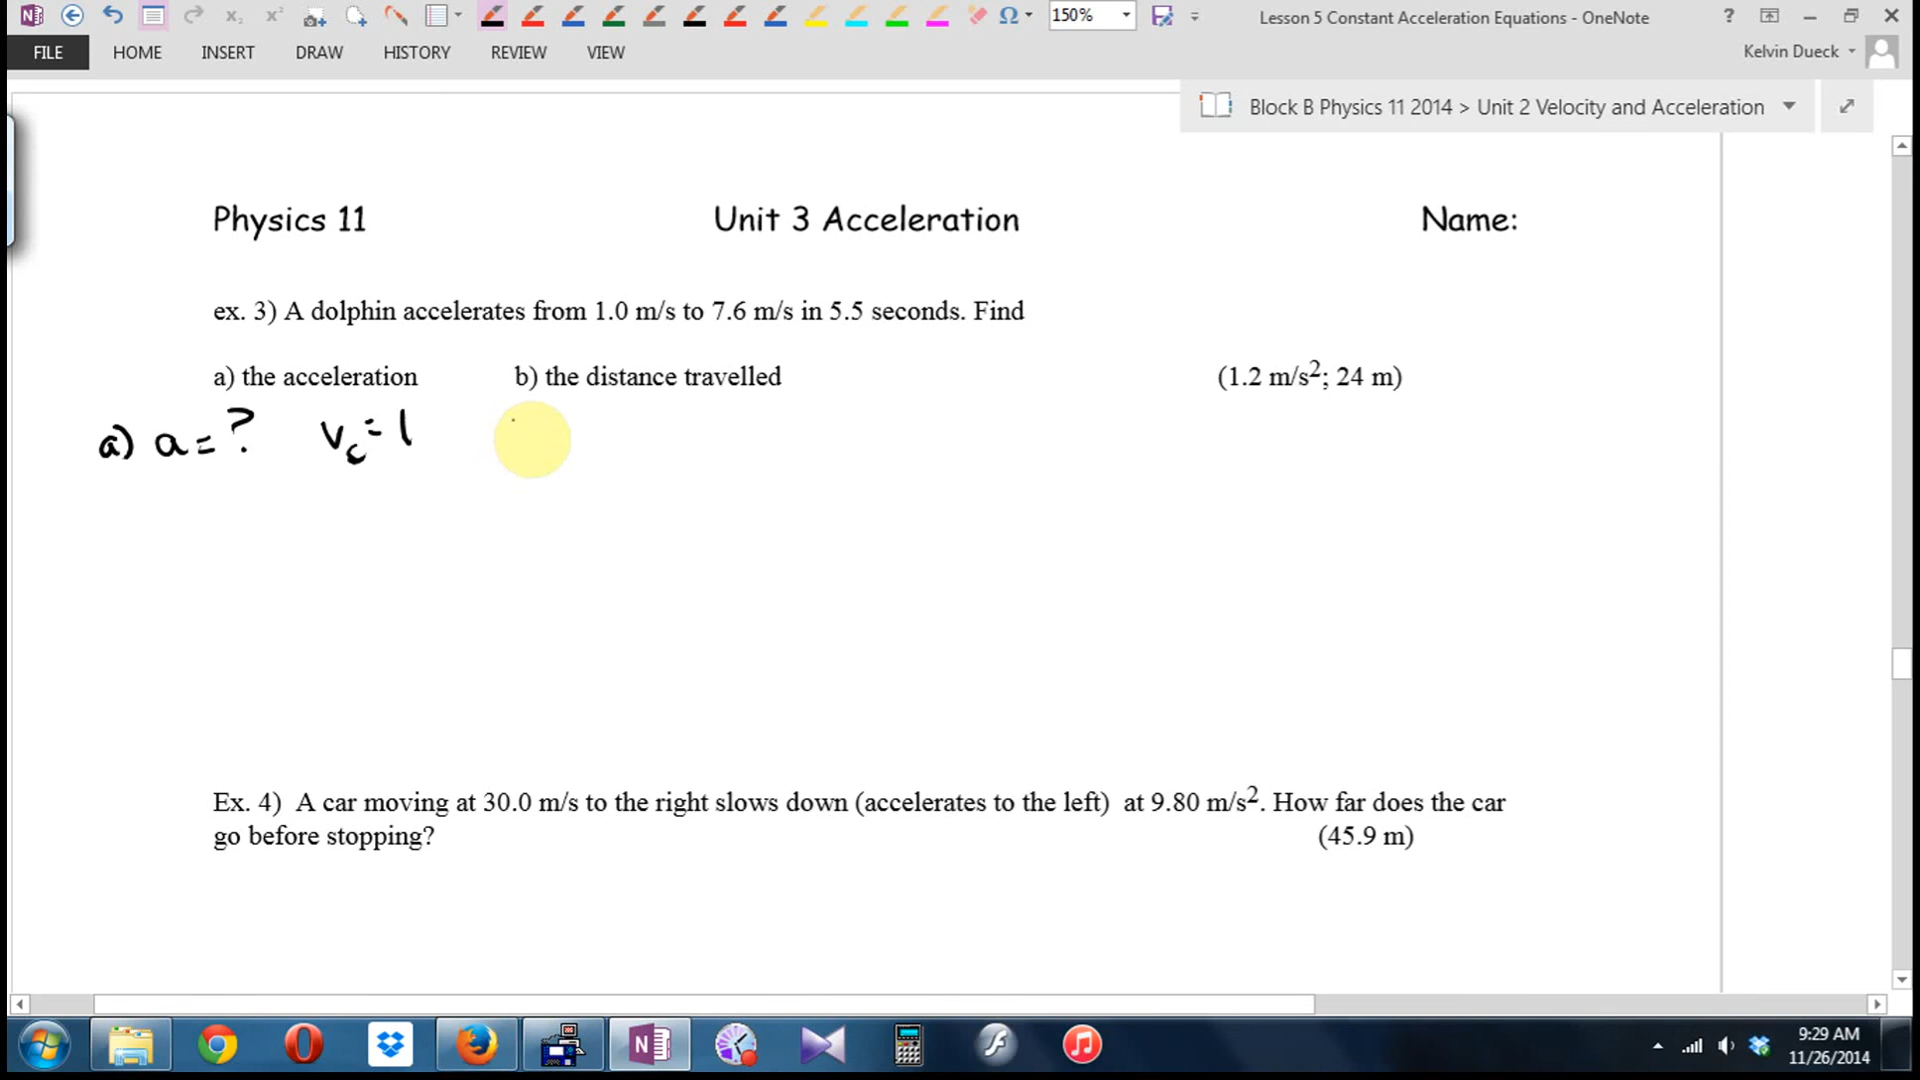 150%
Lesson 5 Constant Acceleration Equations - OneNote
?
FILE HOME INSERT DRAW HISTORY REVIEW VIEW
Kelvin Dueck
Block B Physics 11 2014 > Unit 2 Velocity and Acceleration
Physics 11 Unit 3 Acceleration Name:
ex. 3) A dolphin accelerates from 1.0 m/s to 7.6 m/s in 5.5 seconds. Find
a) the acceleration b) the distance travelled (1.2 m/s²; 24 m)
a) a = ? v =1
Ex. 4) A car moving at 30.0 m/s to the right slows down (accelerates to the left) at 9.80 m/s². How far does the car
go before stopping? (45.9 m)
9:29 AM
11/26/2014